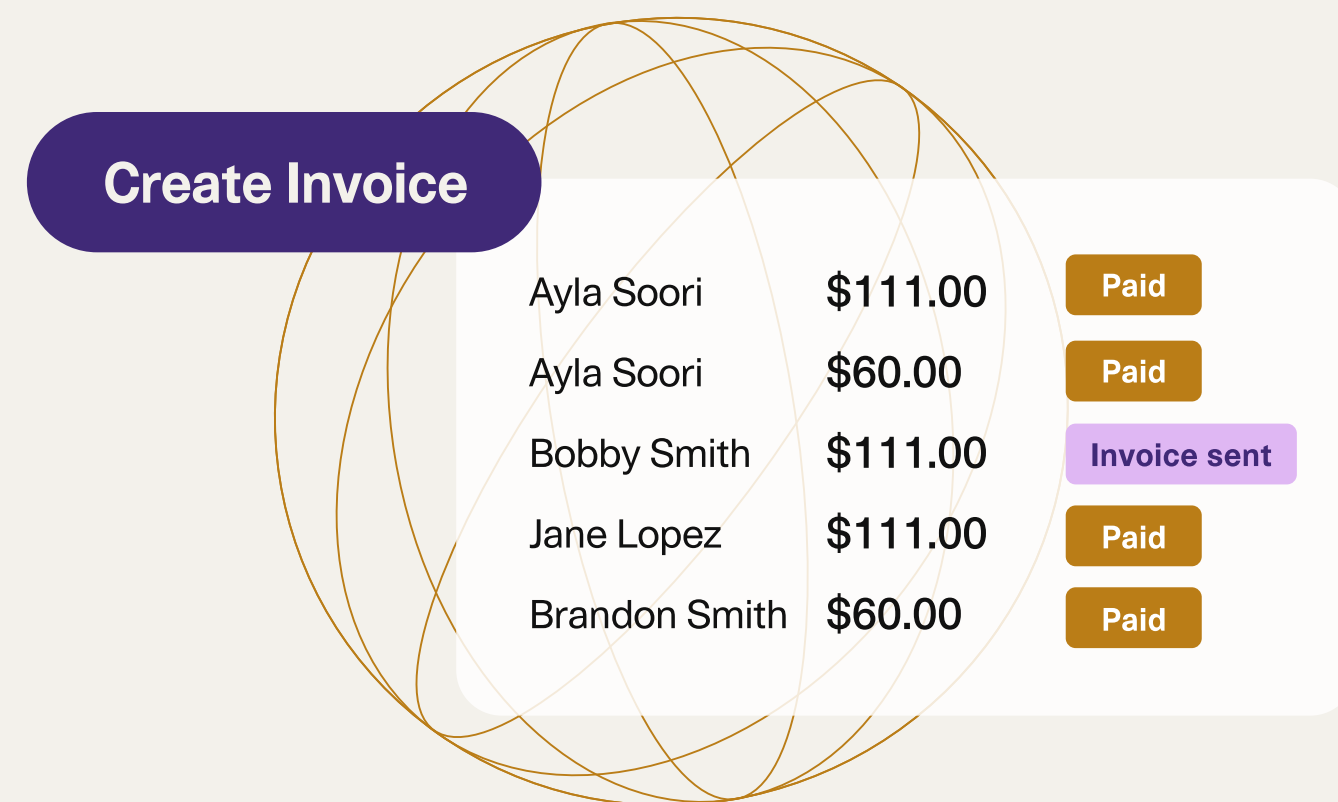 Create Invoice
Ayla Soori $111.00 Paid
Ayla Soori $60.00 Paid
Bobby Smith $111.00 Invoice sent
Jane Lopez $111.00 Paid
Brandon Smith $60.00 Paid